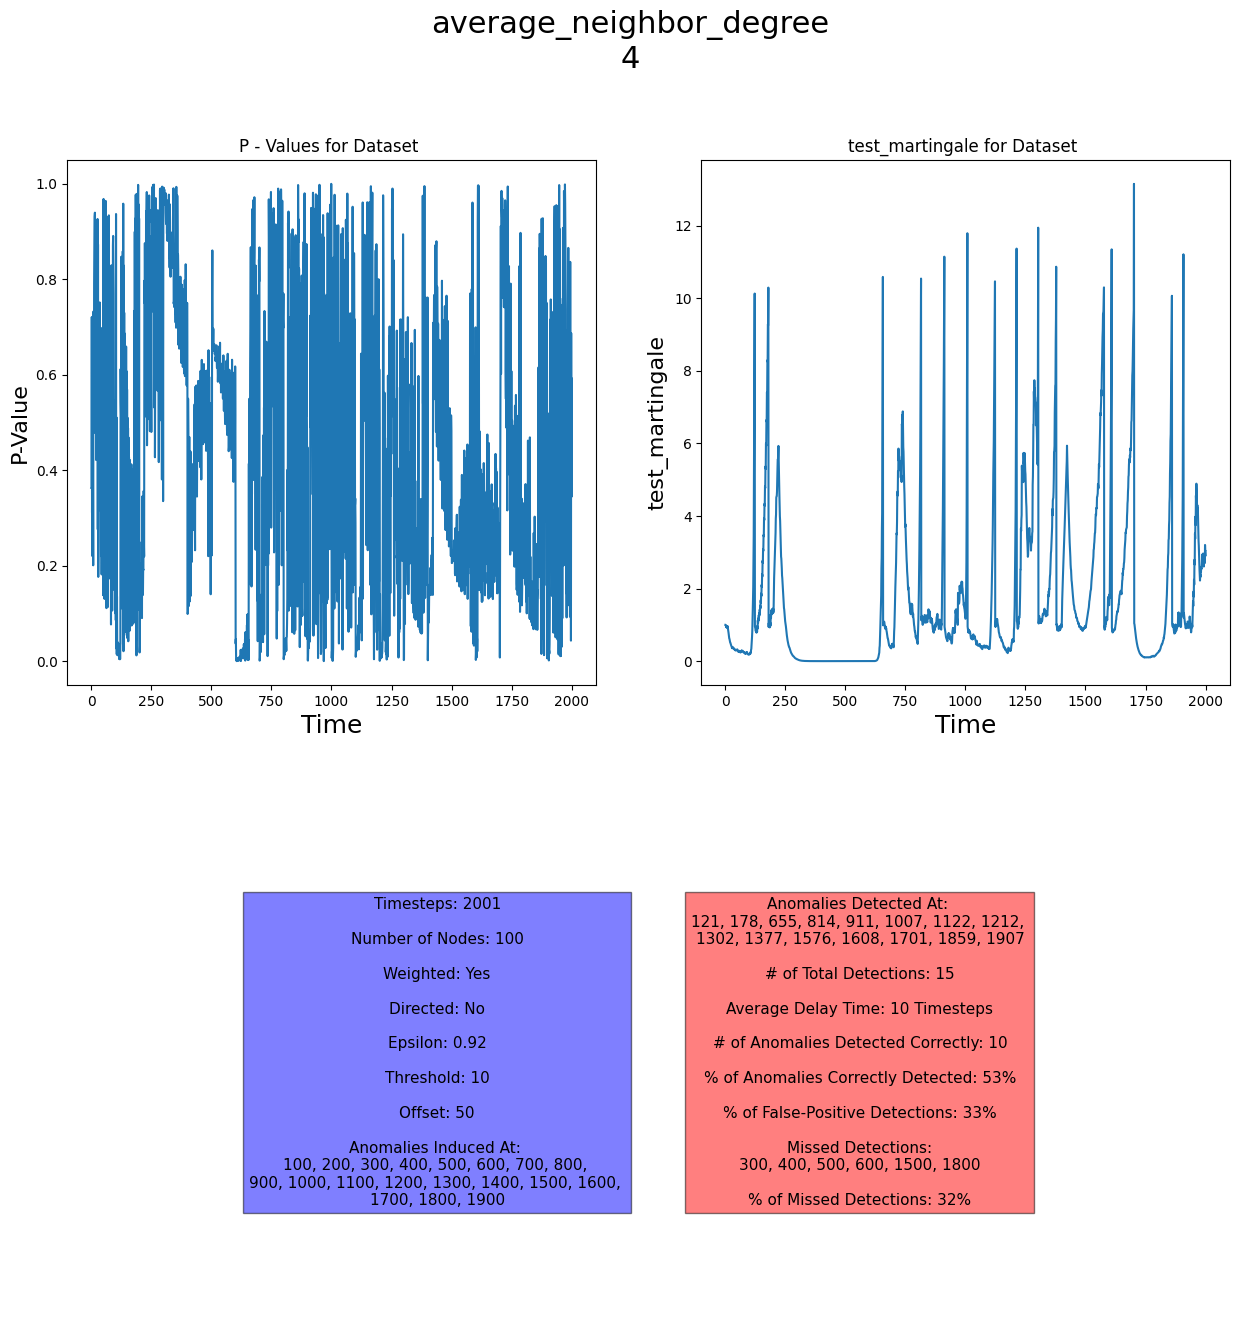 average_neighbor_degree
4
P - Values for Dataset
test_martingale for Dataset
P-Value
1.0
0.8
0.6
0.4
0.2
0.0
0 250 500 750 1000 1250 1500 1750 2000
Time
test_martingale
12
10
8
6
4
2
0
0 250 500 750 1000 1250 1500 1750 2000
Time
Timesteps: 2001
Number of Nodes: 100
Weighted: Yes
Directed: No
Epsilon: 0.92
Threshold: 10
Offset: 50
Anomalies Induced At:
100, 200, 300, 400, 500, 600, 700, 800,
900, 1000, 1100, 1200, 1300, 1400, 1500, 1600,
1700, 1800, 1900
Anomalies Detected At:
121, 178, 655, 814, 911, 1007, 1122, 1212,
1302, 1377, 1576, 1608, 1701, 1859, 1907
# of Total Detections: 15
Average Delay Time: 10 Timesteps
# of Anomalies Detected Correctly: 10
% of Anomalies Correctly Detected: 53%
% of False-Positive Detections: 33%
Missed Detections:
300, 400, 500, 600, 1500, 1800
% of Missed Detections: 32%